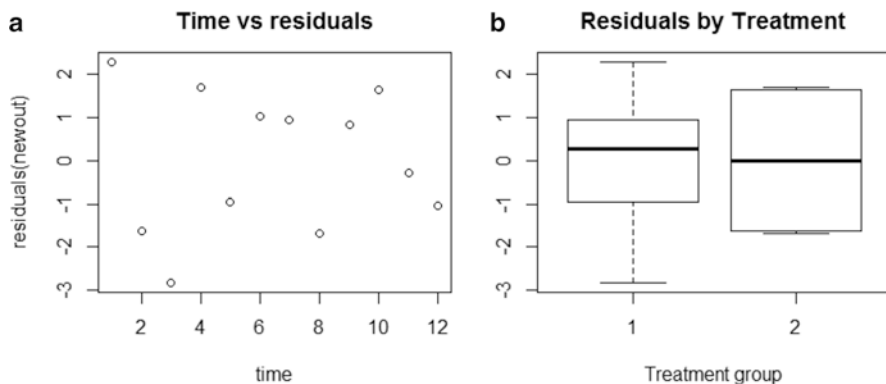 a
Time vs residuals
residuals(newout)
2
1
0
-1
-2
-3
2
4
6
8
10
12
time
b
Residuals by Treatment
2
1
0
-1
-2
-3
1
2
Treatment group